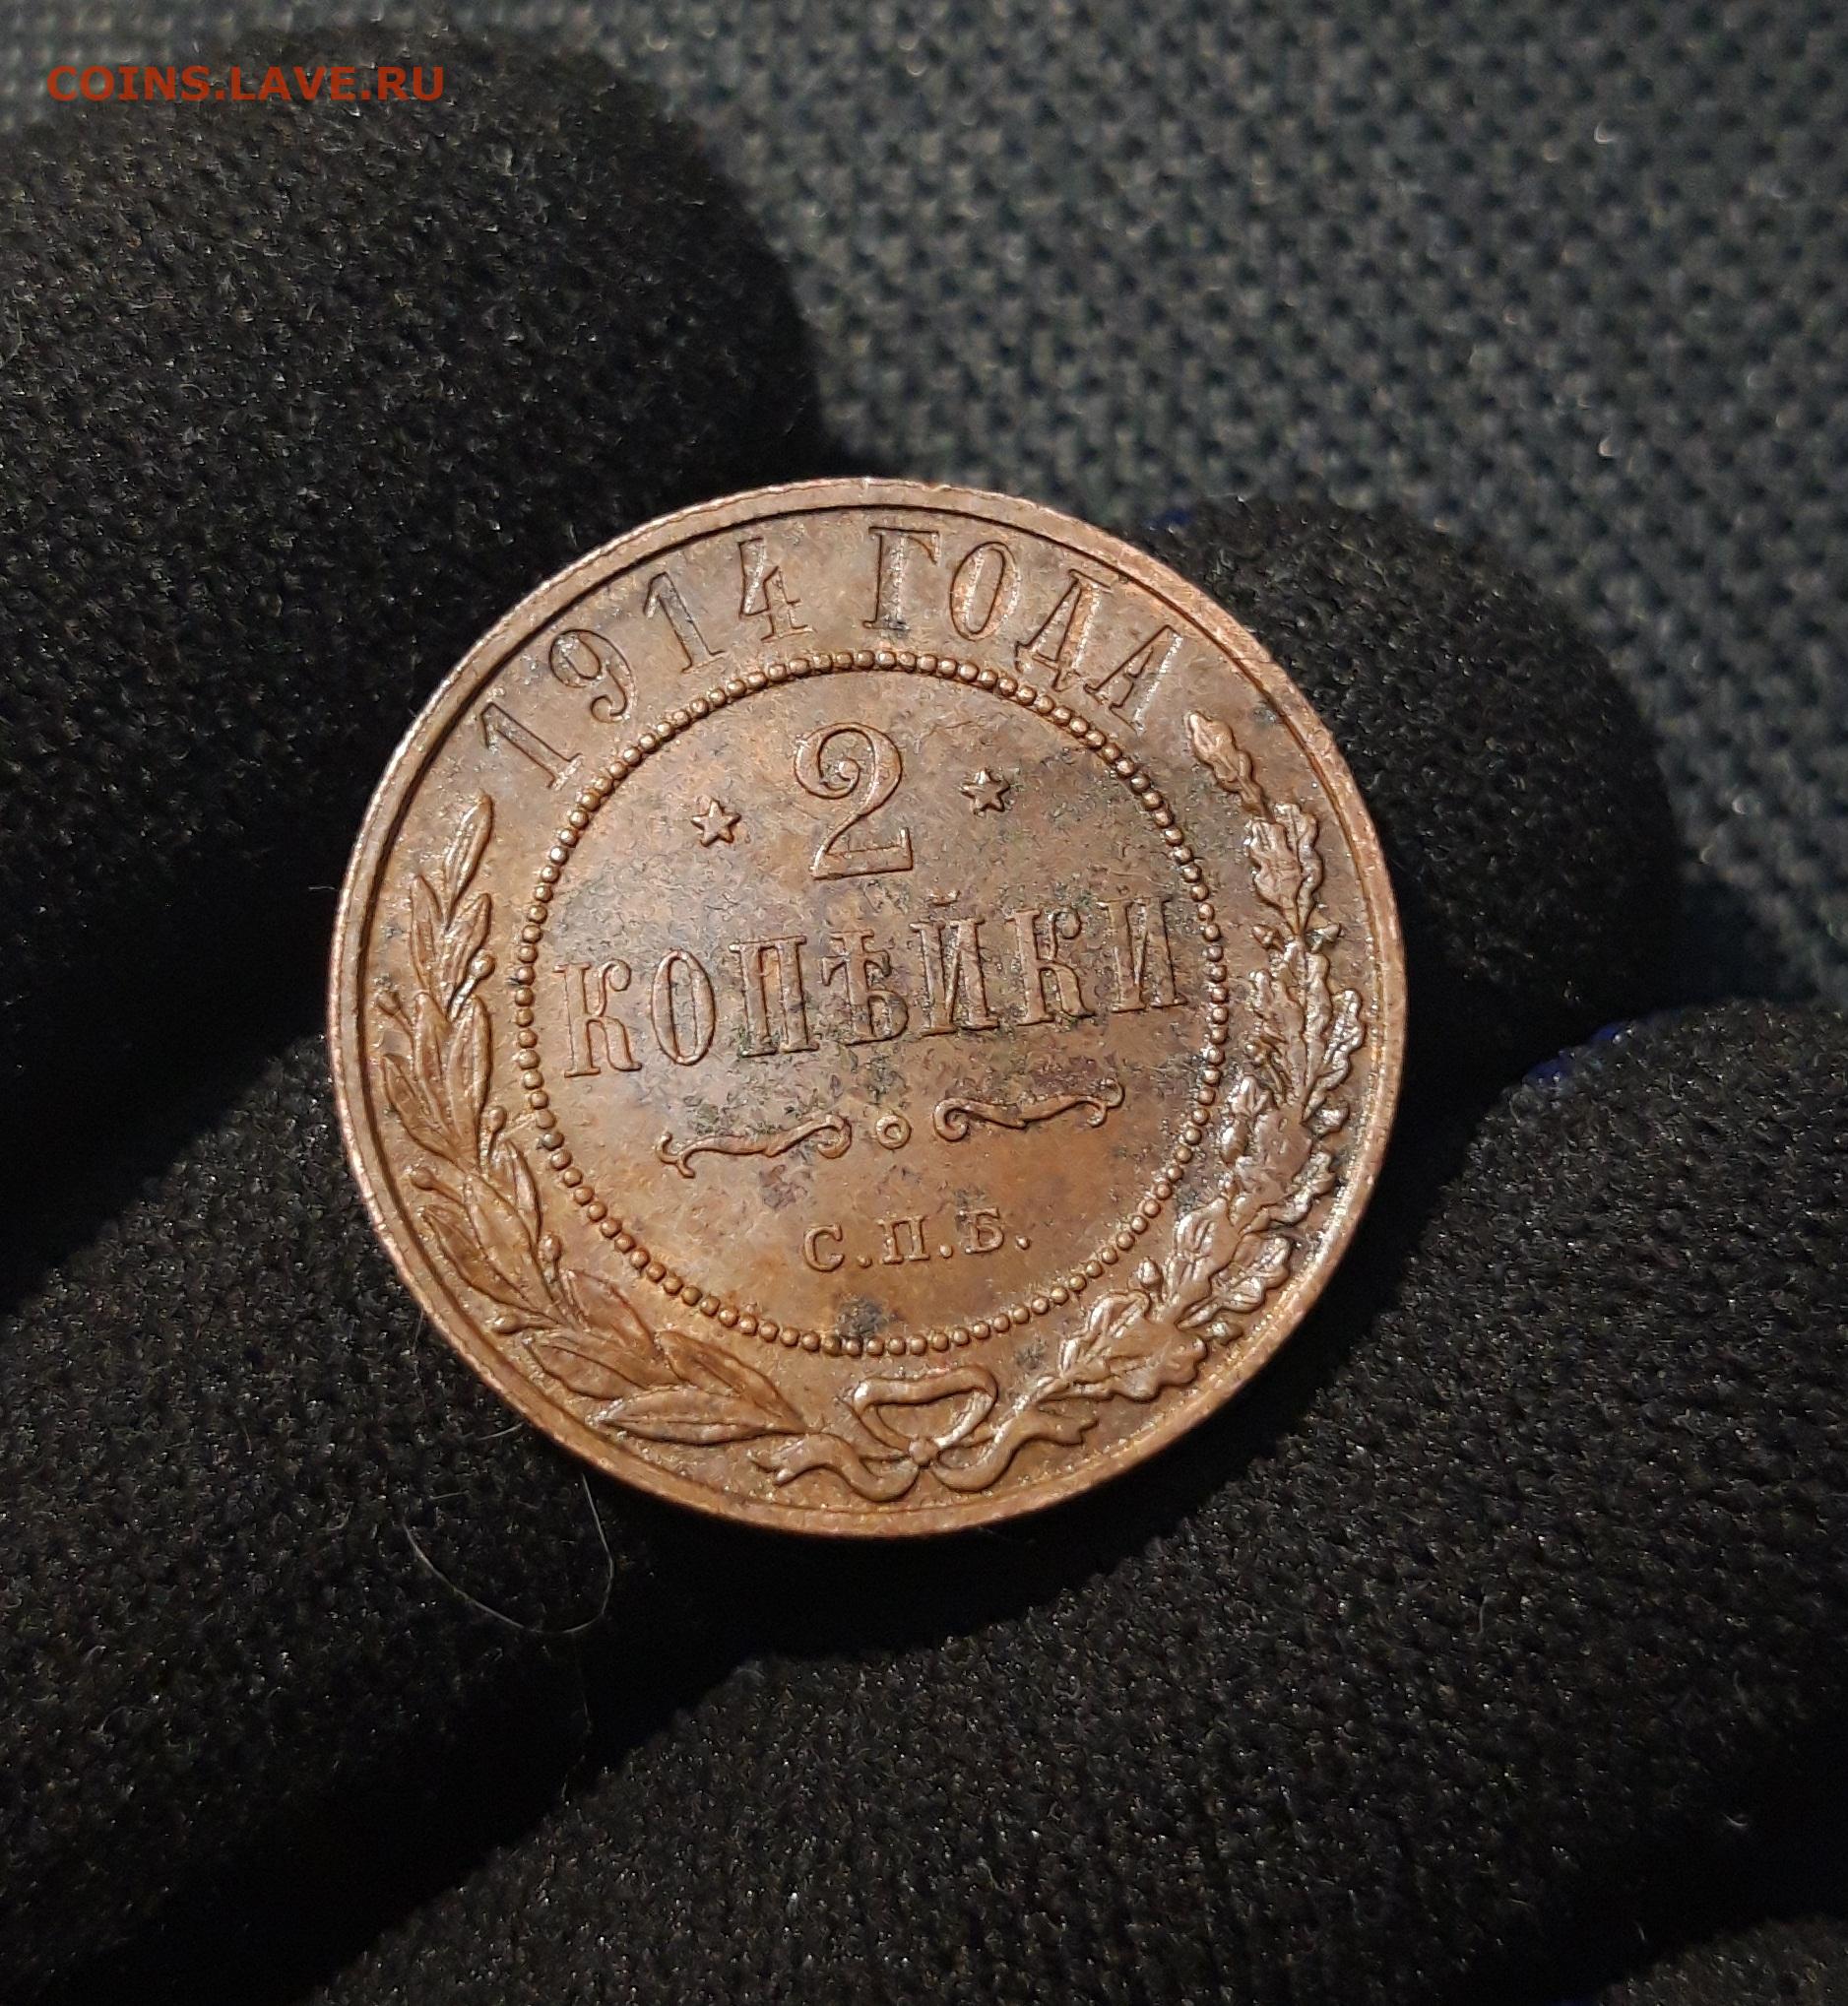 COINS.LAVE.RU
1914 ГОДА
2
КОПѢЙКИ
С.П.Б.